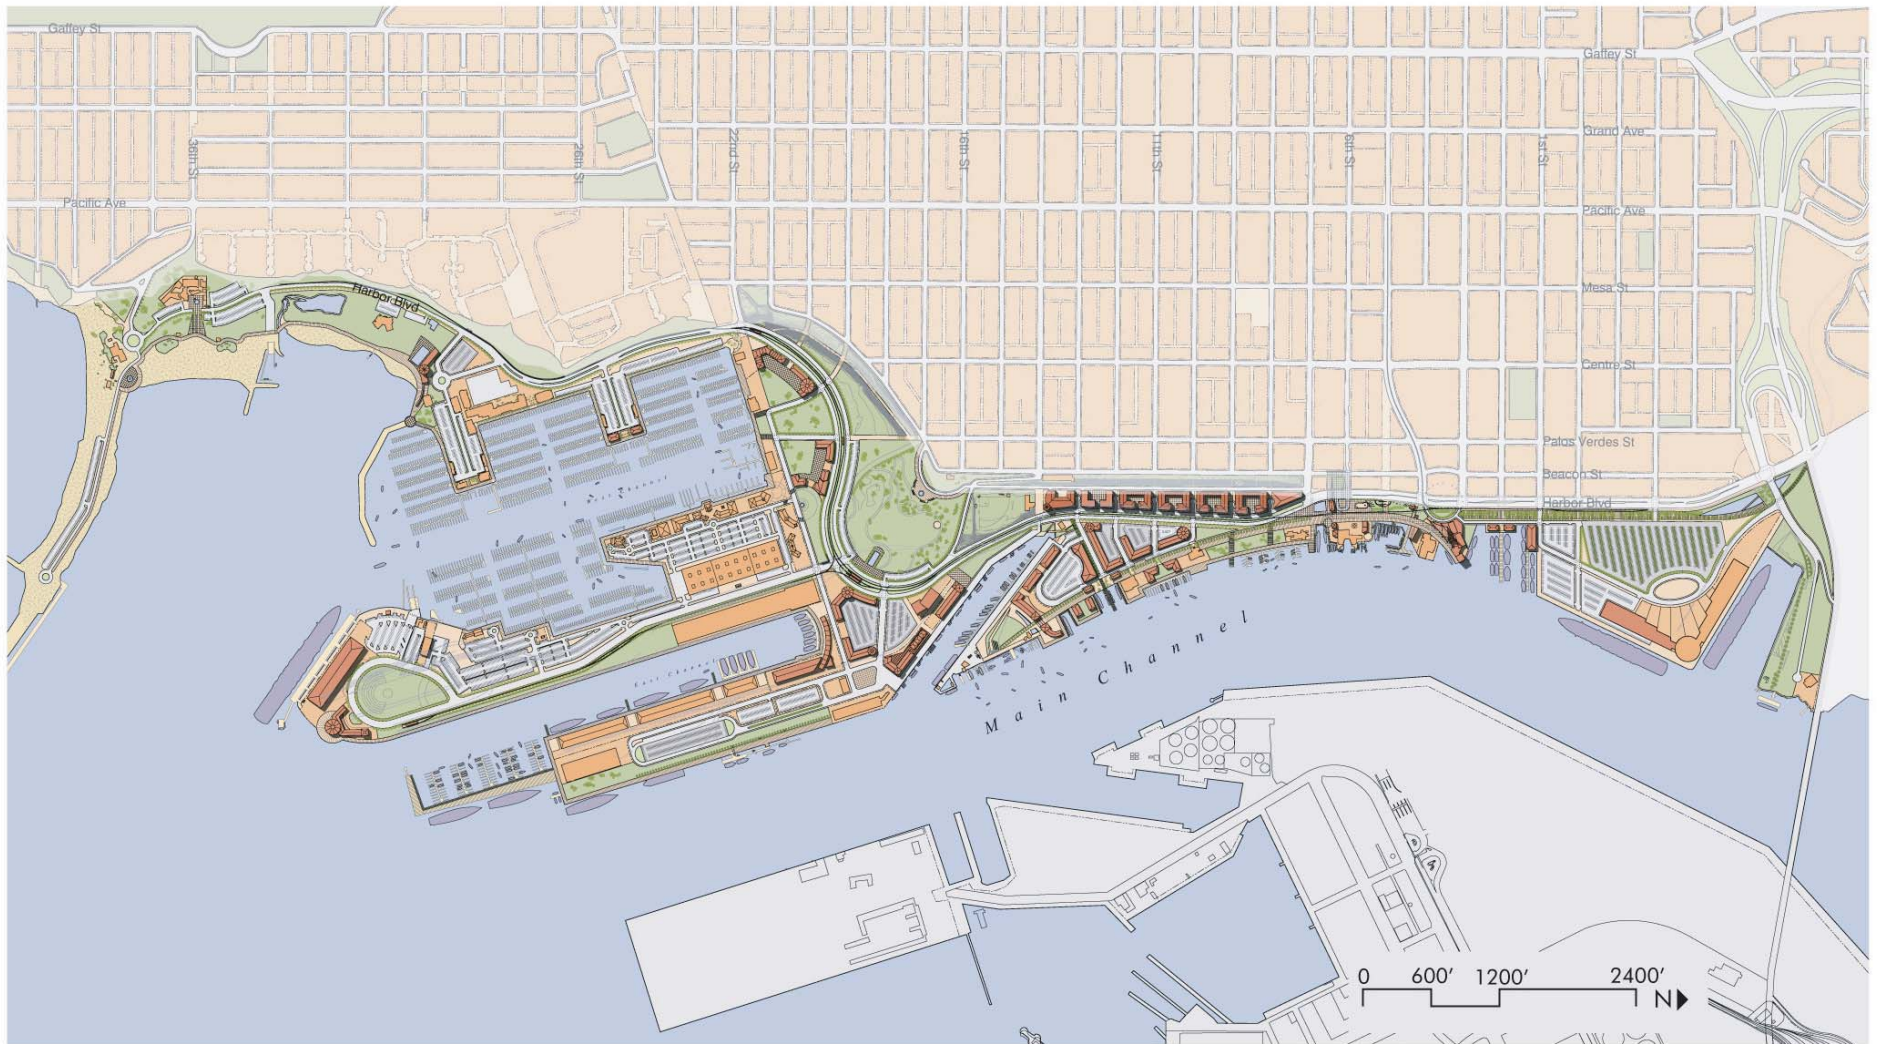 Gaffey St
Gaffey St
Grand Ave
36th St
26th St
22nd St
11th St
6th St
1st St
Pacific Ave
Pacific Ave
Mesa St
Harbor Blvd
Centre St
Palos Verdes St
Beacon St
Harbor Blvd
East Channel
Main Channel
0 600' 1200' 2400'
N